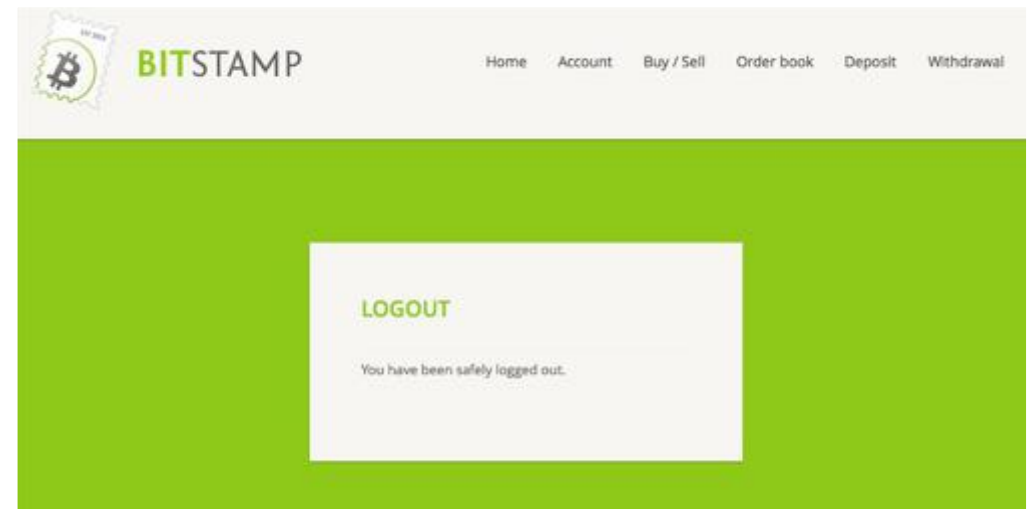 BITSTAMP
Home Account Buy / Sell Order book Deposit Withdrawal
LOGOUT
You have been safely logged out.